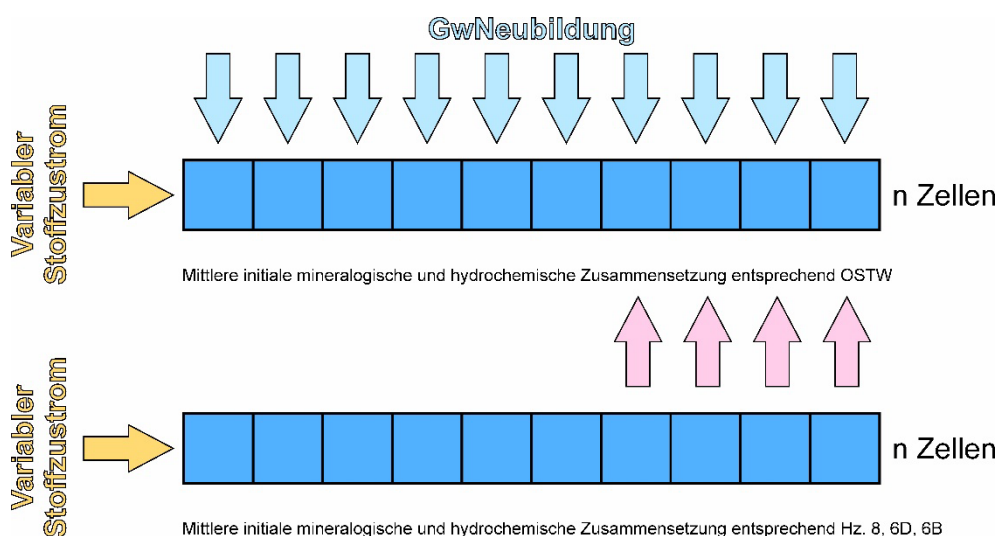 GwNeubildung
Variabler
Stoffzustrom
n Zellen
Mittlere initiale mineralogische und hydrochemische Zusammensetzung entsprechend OSTW
Variabler
Stoffzustrom
n Zellen
Mittlere initiale mineralogische und hydrochemische Zusammensetzung entsprechend Hz. 8, 6D, 6B